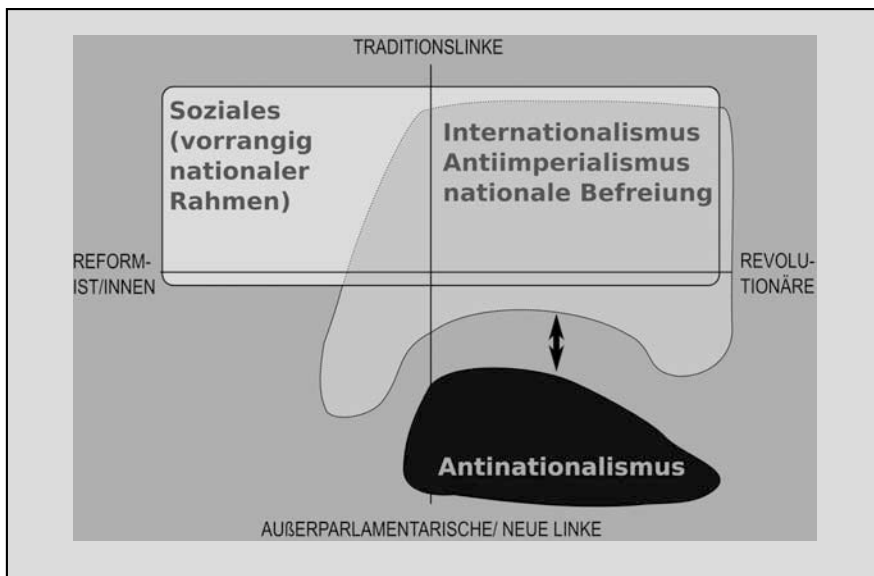 TRADITIONSLINKE
Soziales
(vorrangig
nationaler
Rahmen)
Internationalismus
Antiimperialismus
nationale Befreiung
REFORM-
IST/INNEN
REVOLU-
TIONÄRE
Antinationalismus
AUßERPARLAMENTARISCHE/ NEUE LINKE